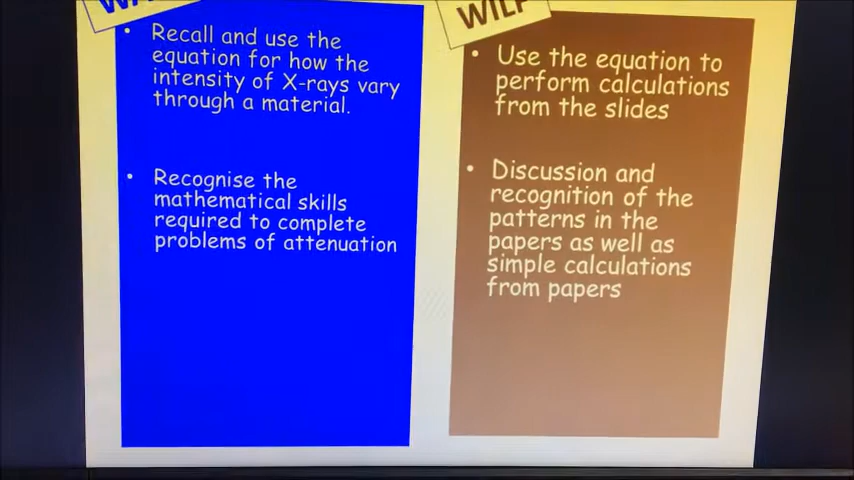 Recall and use the
equation for how the
intensity of X-rays vary
through a material.
Recognise the
mathematical skills
required to complete
problems of attenuation
WILF
Use the equation to
perform calculations
from the slides
Discussion and
recognition of the
patterns in the
papers as well as
simple calculations
from papers